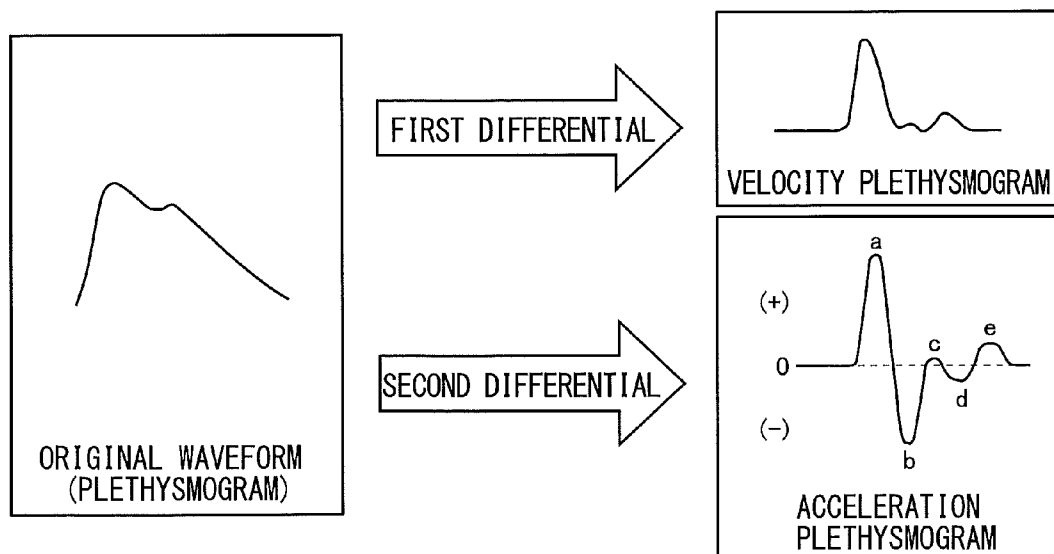 ORIGINAL WAVEFORM
(PLETHYSMOGRAM)
FIRST DIFFERENTIAL
VELOCITY PLETHYSMOGRAM
SECOND DIFFERENTIAL
a
(+)
c
e
0
d
(-)
b
ACCELERATION
PLETHYSMOGRAM